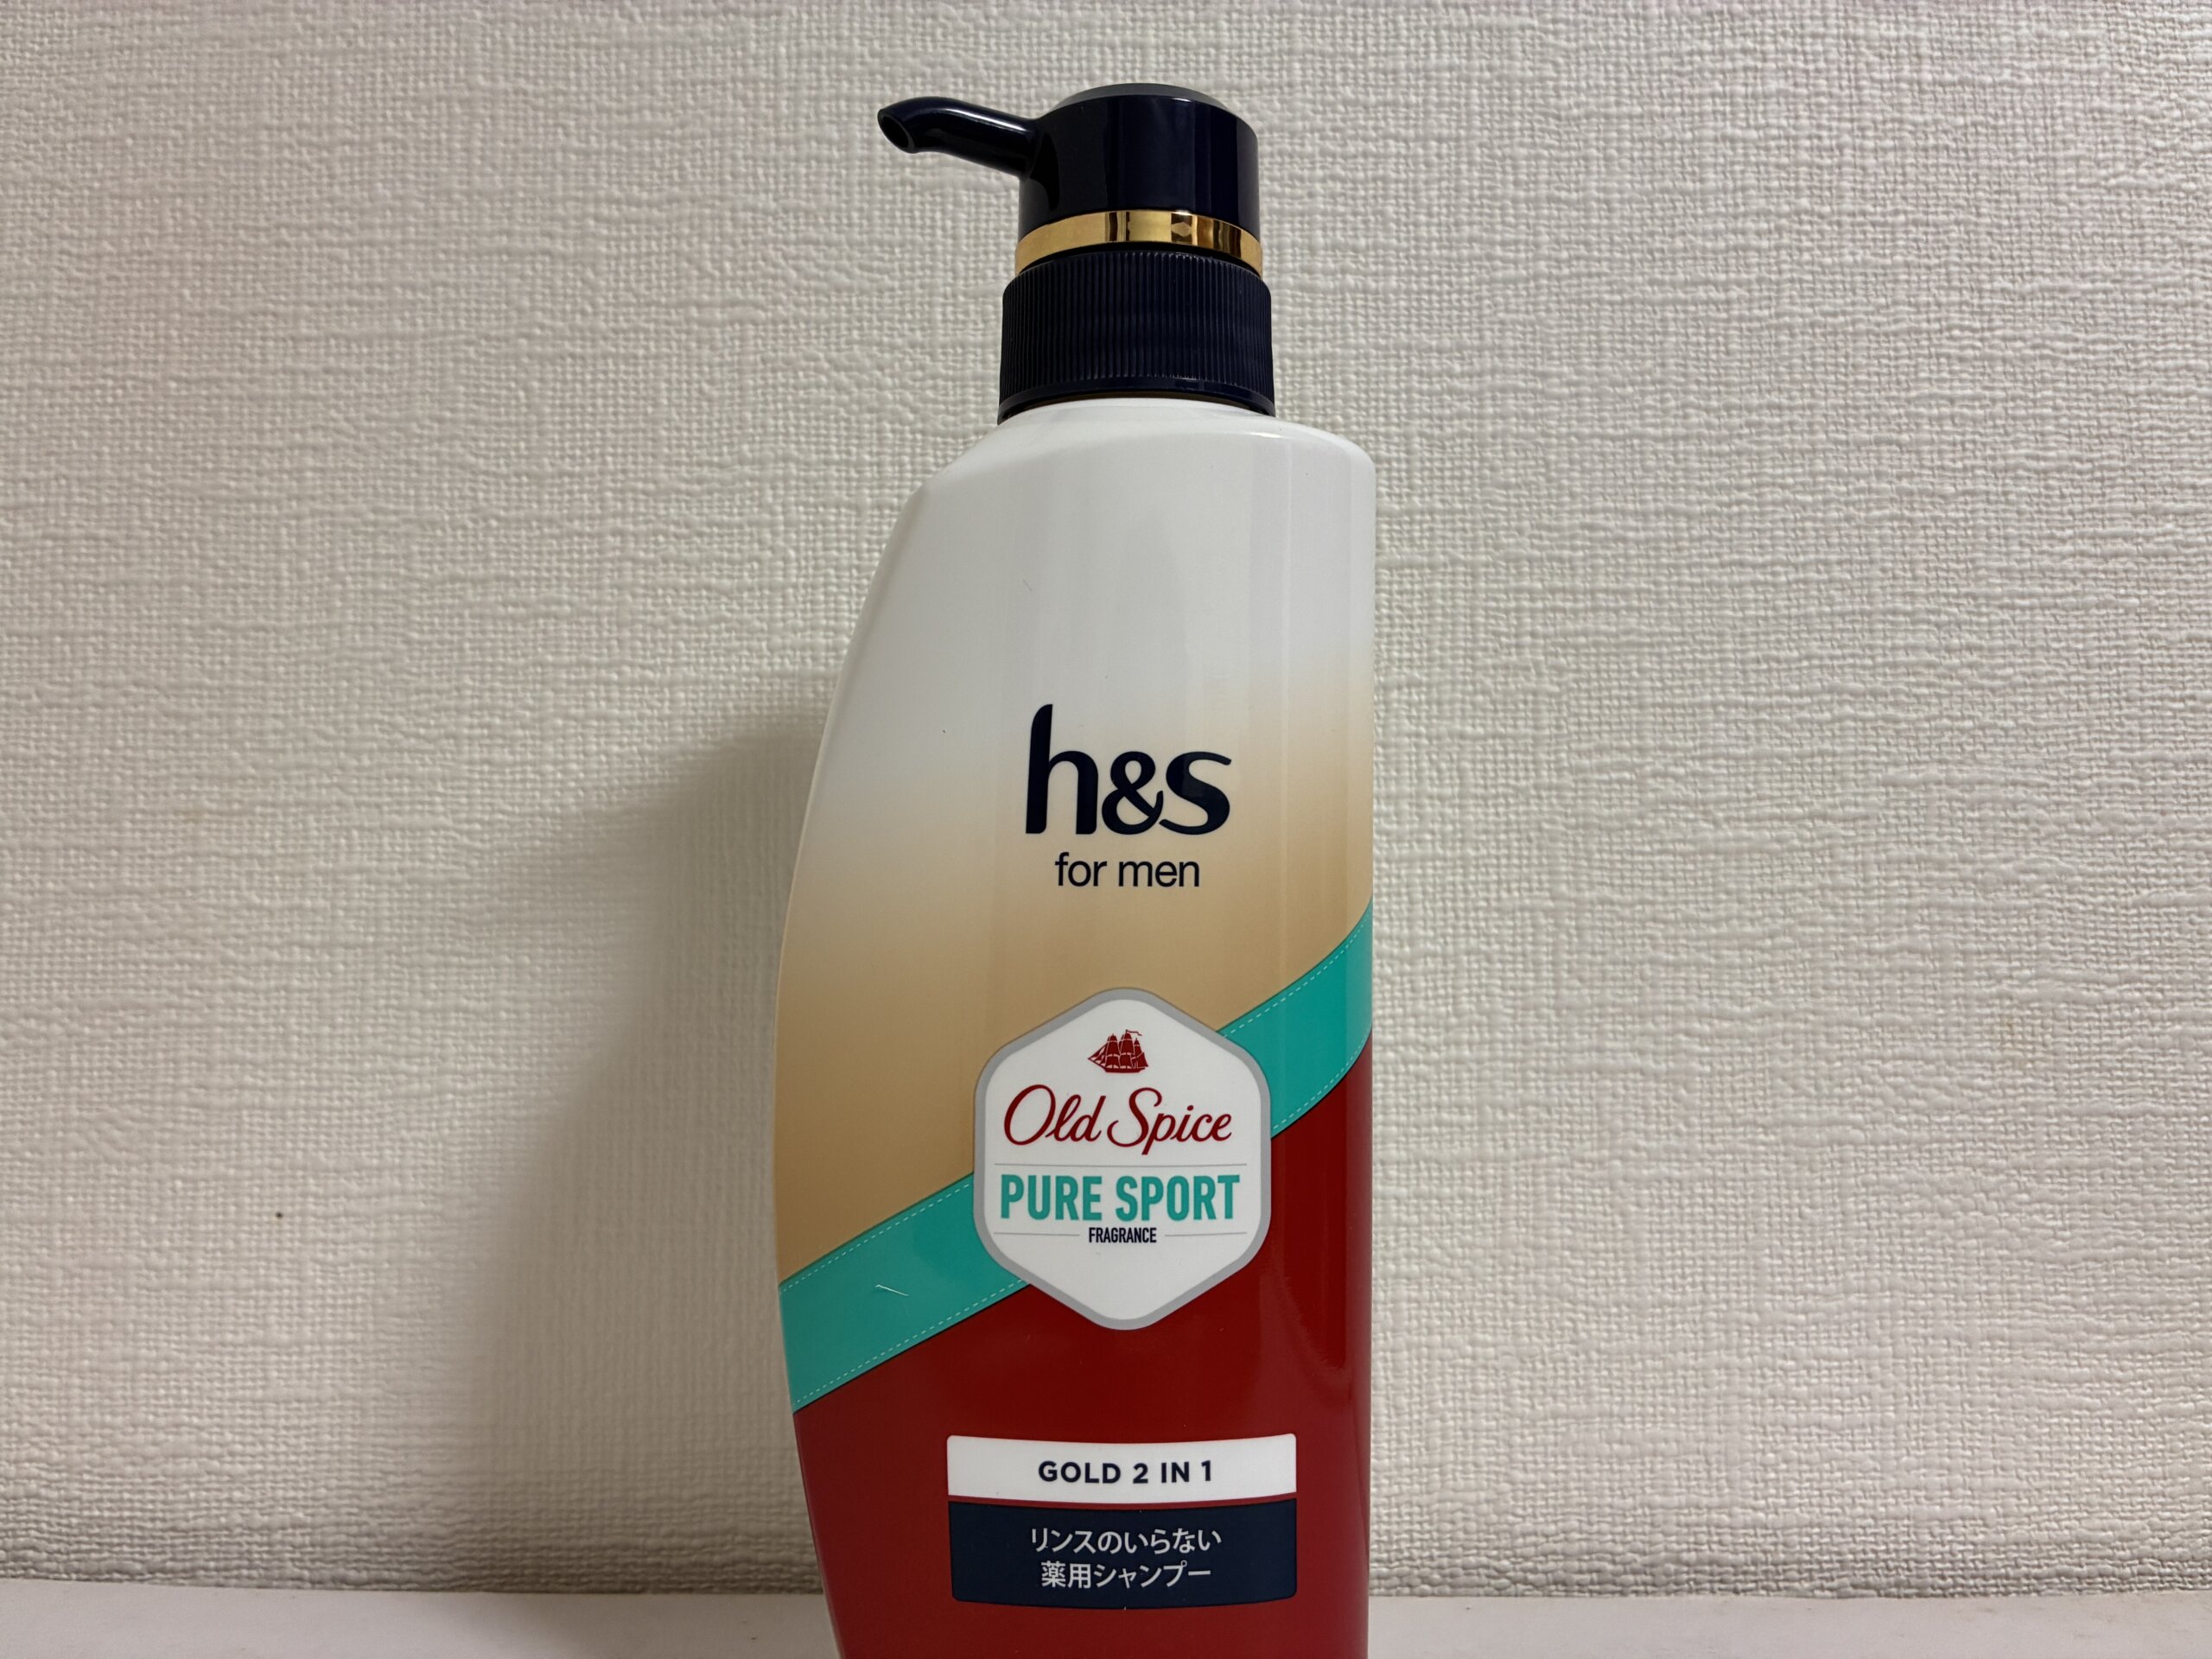 h&s
for men
Old Spice
PURE SPORT
FRAGRANCE
GOLD 2 IN 1
リンスのいらない
薬用シャンプー